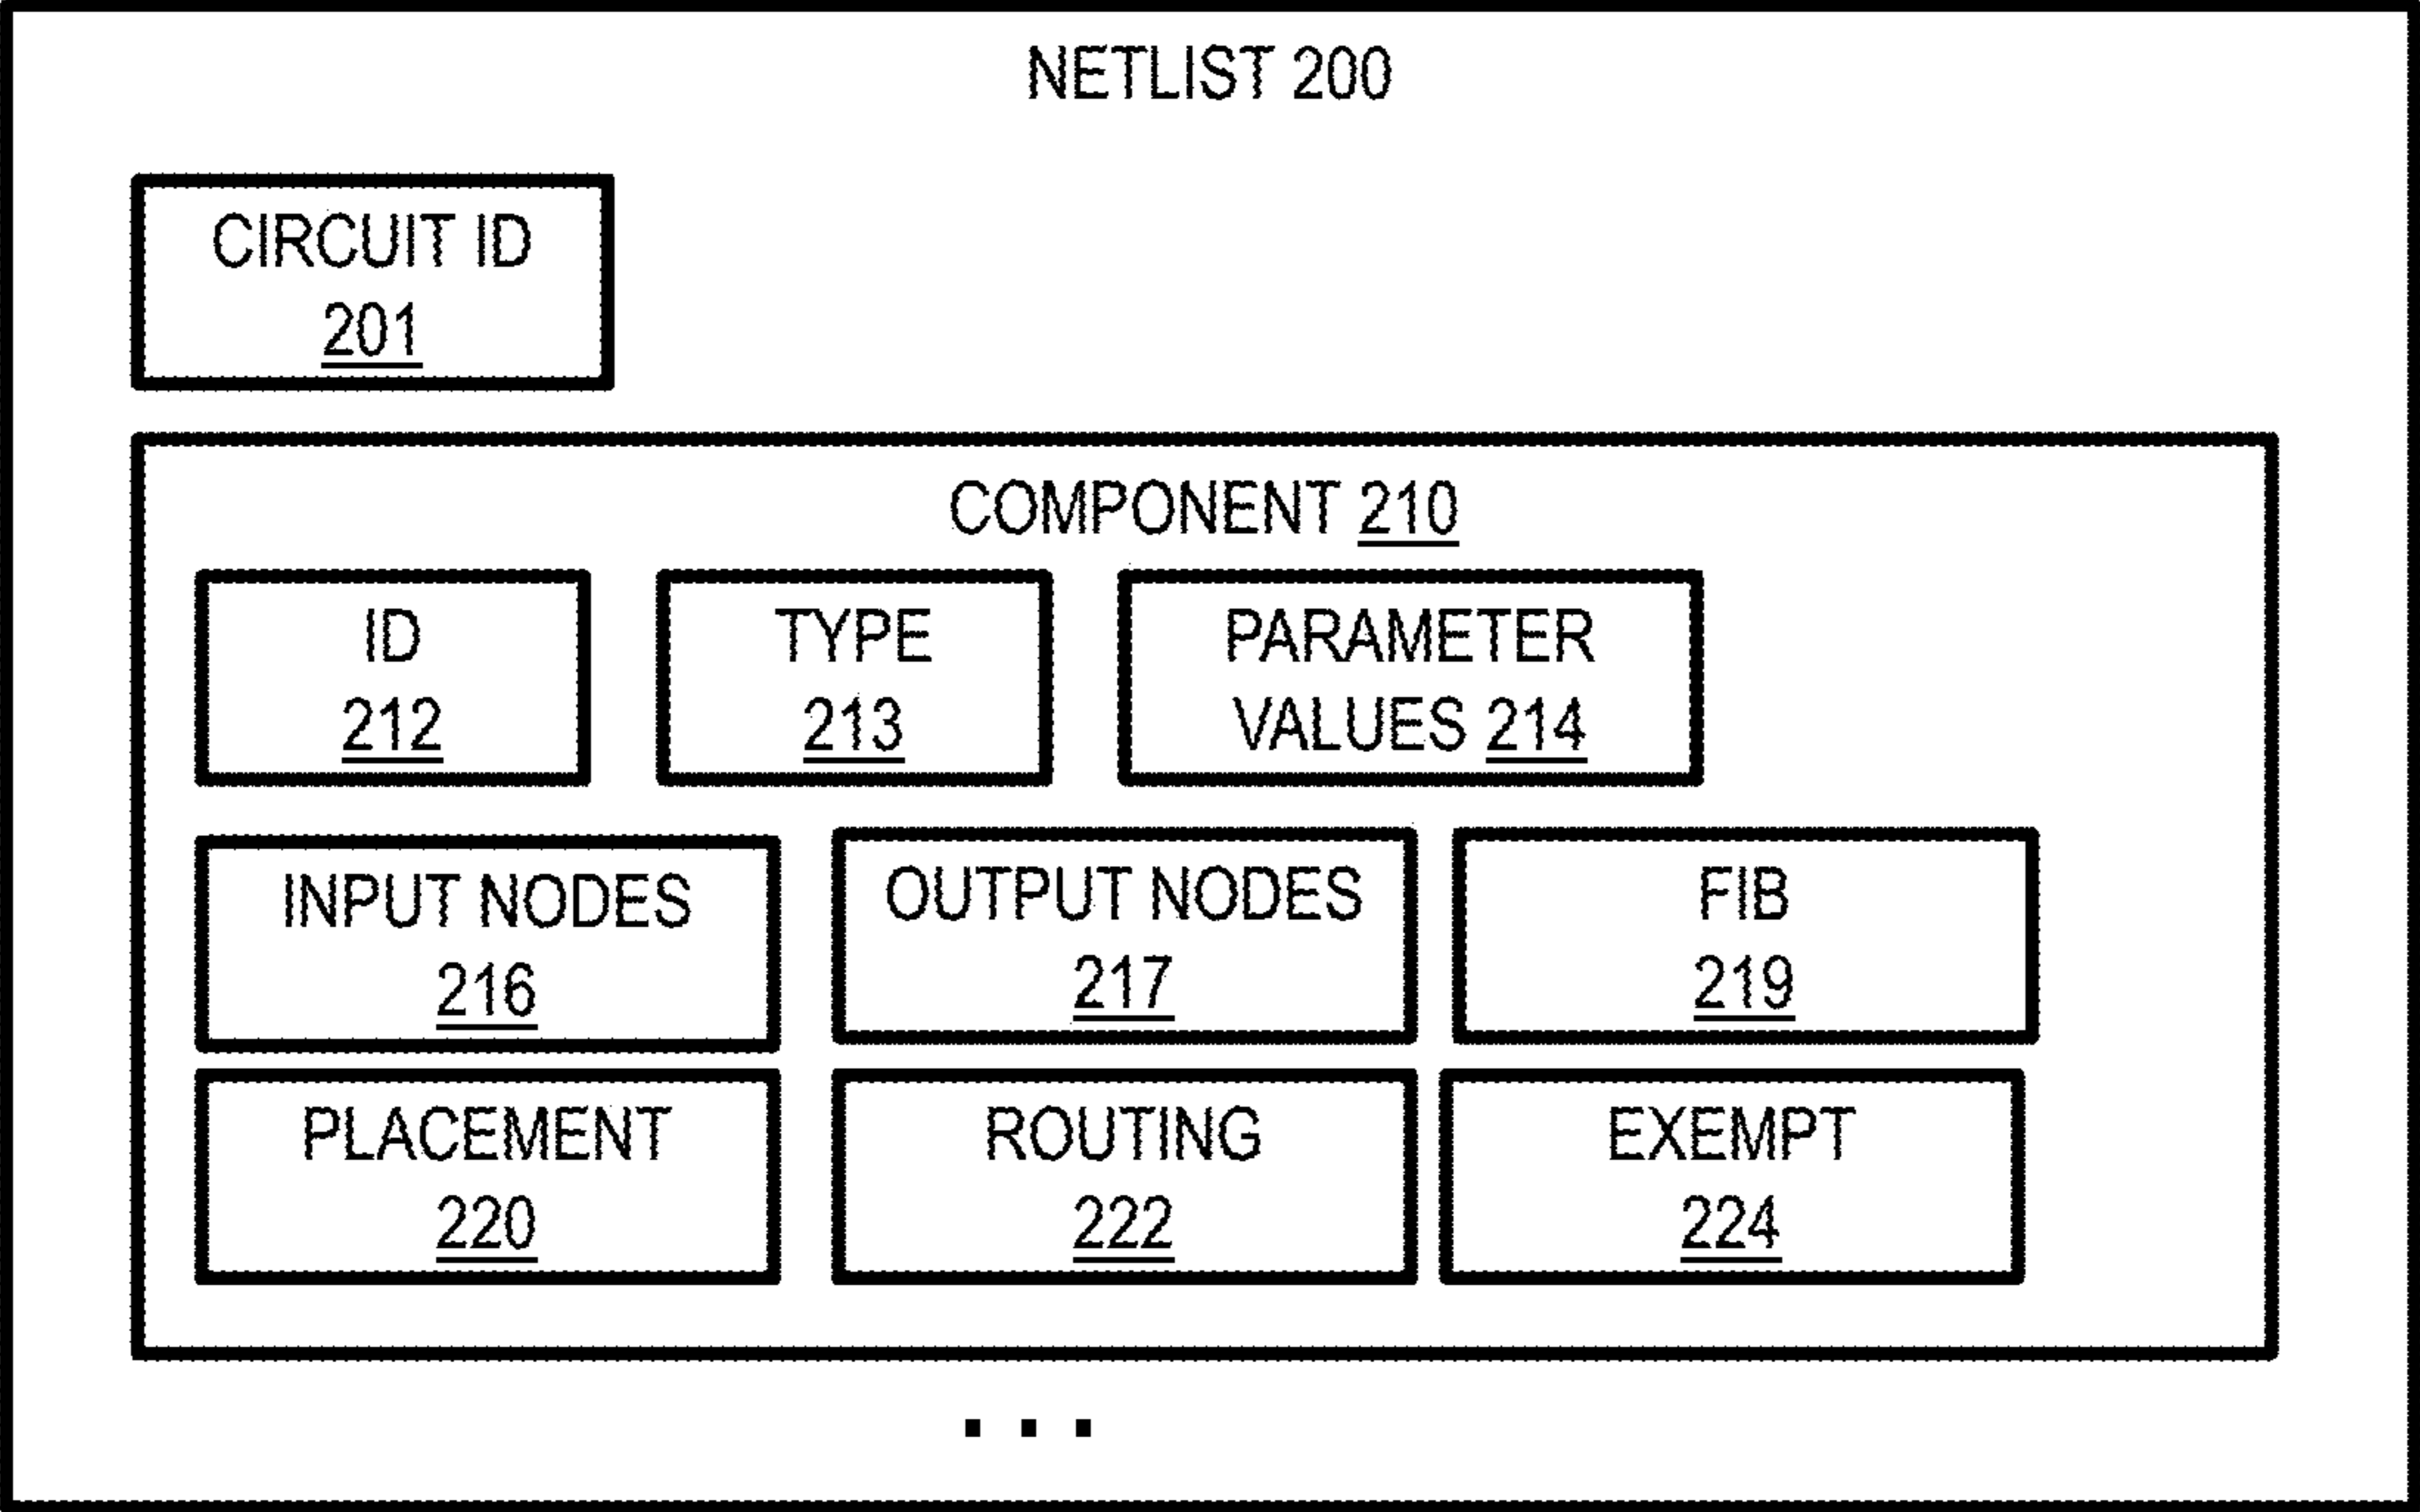 NETLIST 200
CIRCUIT ID
201
COMPONENT 210
ID
212
TYPE
213
PARAMETER
VALUES 214
INPUT NODES
216
OUTPUT NODES
217
FIB
219
PLACEMENT
220
ROUTING
222
EXEMPT
224
...